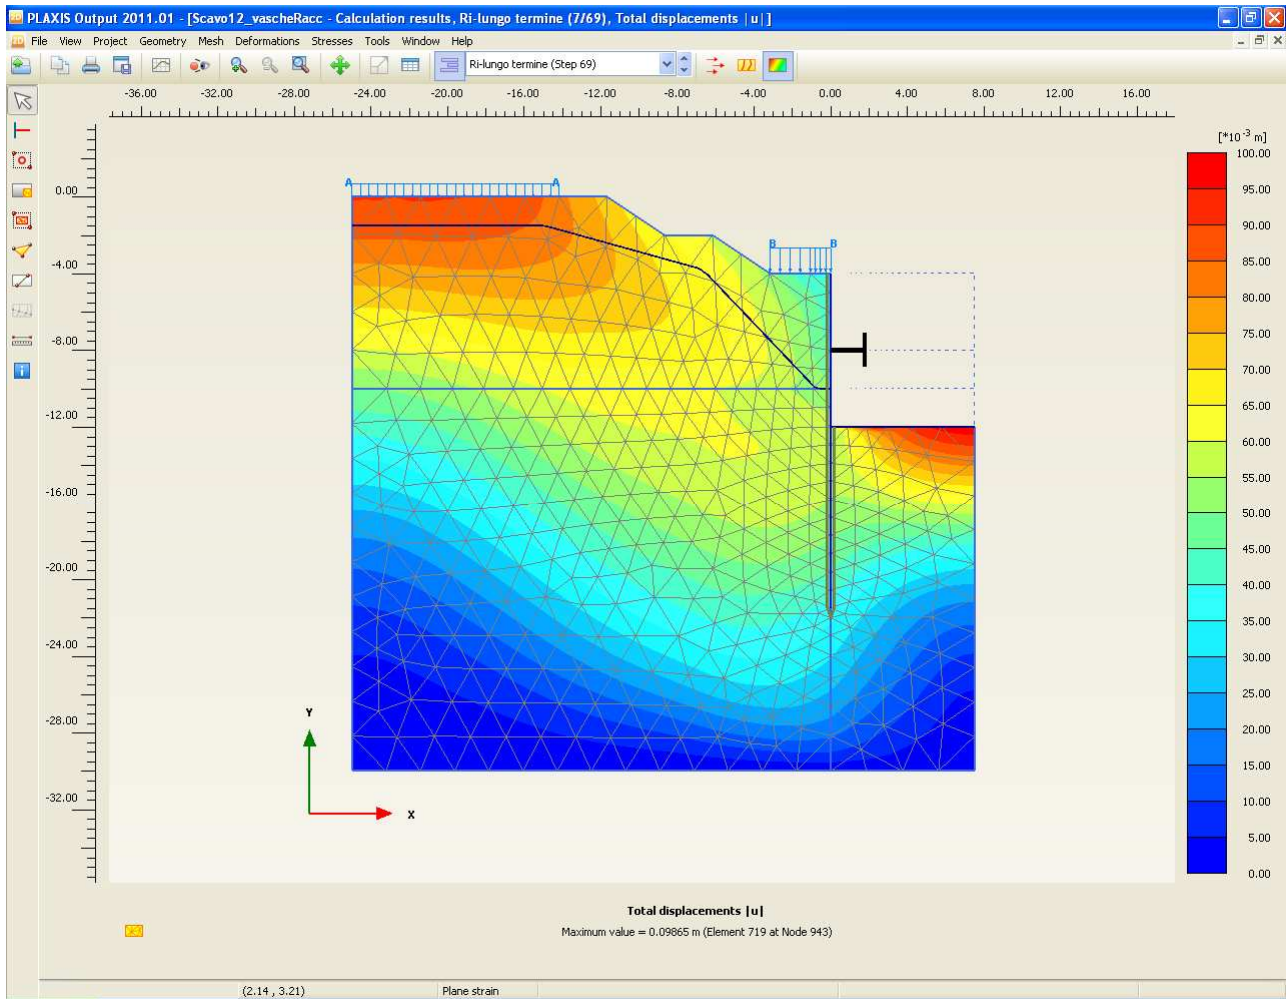 PLAXIS Output 2011.01 - [Scavo12_vascheRacc - Calculation results, Ri-lungo termine (7/69), Total displacements |u|]
File View Project Geometry Mesh Deformations Stresses Tools Window Help
Ri-lungo termine (Step 69)
-36.00 -32.00 -28.00 -24.00 -20.00 -16.00 -12.00 -8.00 -4.00 0.00 4.00 8.00 12.00 16.00
[*10-3 m]
100.00
95.00
90.00
85.00
80.00
75.00
70.00
65.00
60.00
55.00
50.00
45.00
40.00
35.00
30.00
25.00
20.00
15.00
10.00
5.00
0.00
0.00
-4.00
-8.00
-12.00
-16.00
-20.00
-24.00
-28.00
-32.00
A A
B B
Y
X
Total displacements |u|
Maximum value = 0.09865 m (Element 719 at Node 943)
(2.14 , 3.21) Plane strain